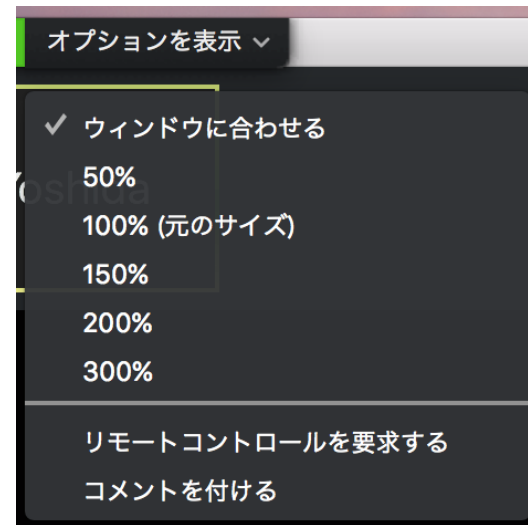 オプションを表示
ウィンドウに合わせる
50%
100% (元のサイズ)
150%
200%
300%
リモートコントロールを要求する
コメントを付ける